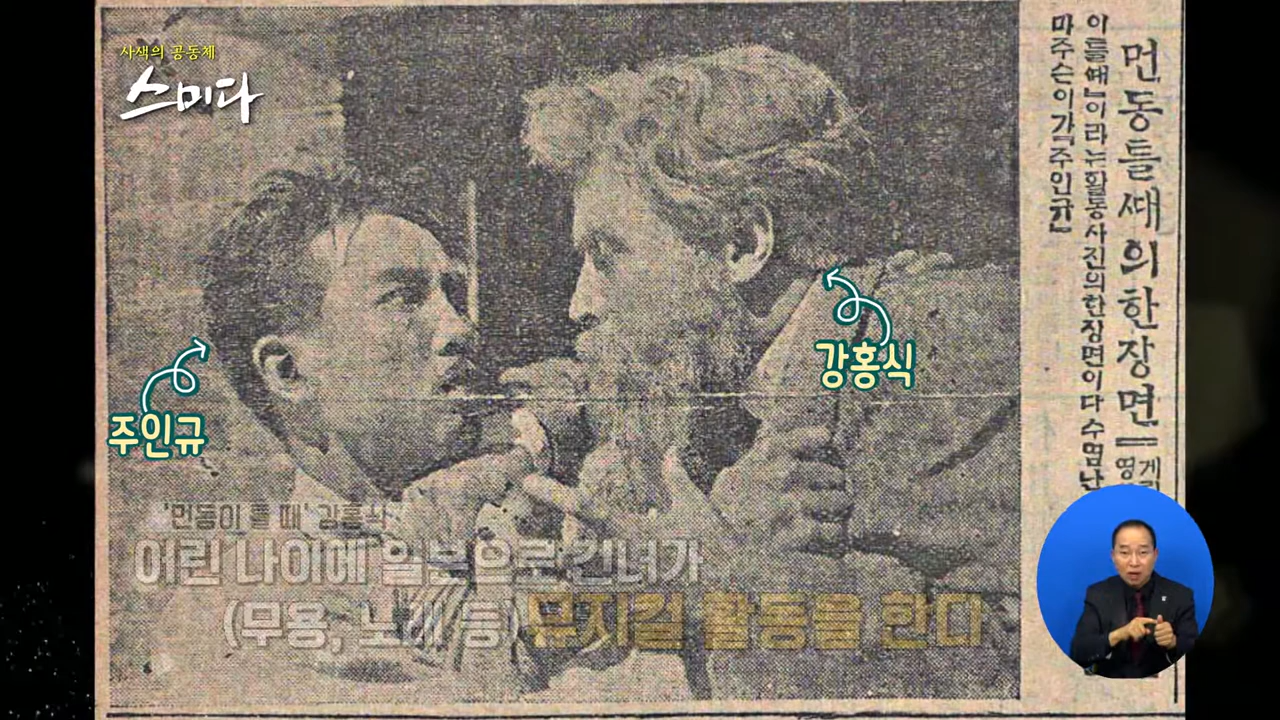 사색의 공동체
스미다
먼동틀때의한장면
이틀때』이라는활동사진의한장면이다 수염난
마주슨이가『주인균』
강홍식
주인규
'먼동이 틀 때' 강홍식
어린 나이에 일본으로 건너가
(무용, 노래 등) 뮤지컬 활동을 한다